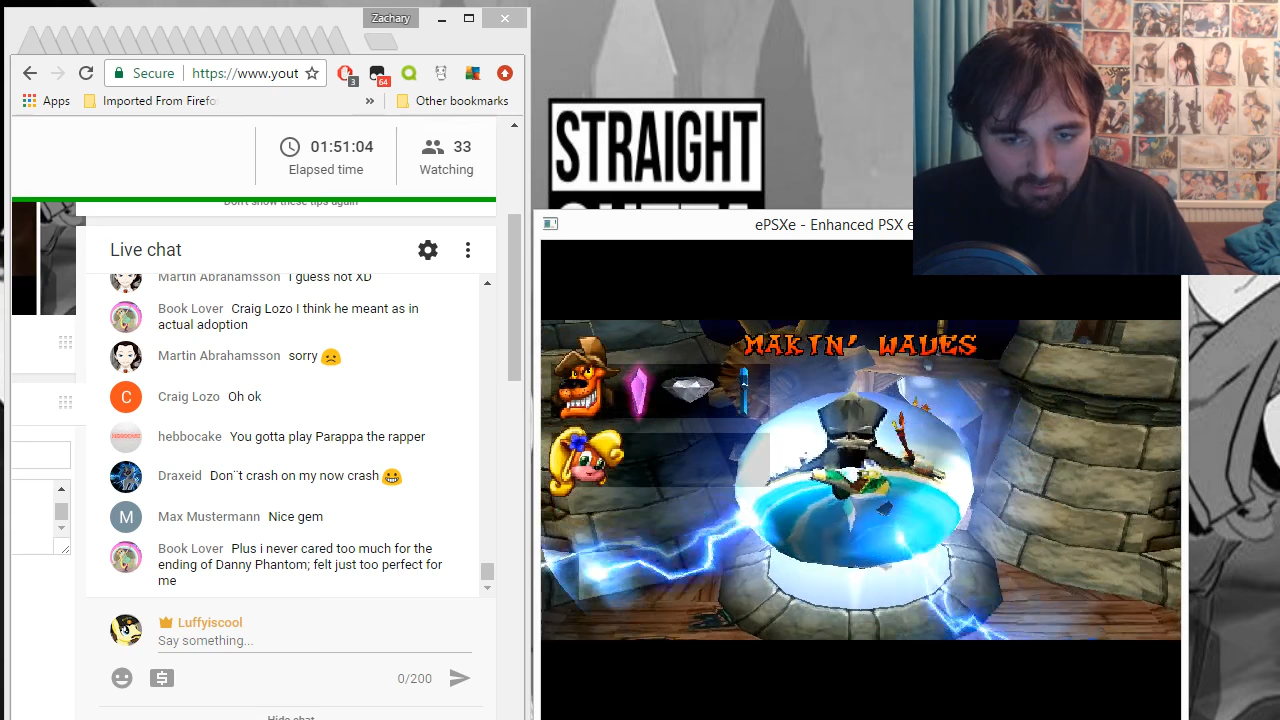 Zachary
Secure
https://www.yout
3
64
Apps
Imported From Firefo
»
Other bookmarks
01:51:04
Elapsed time
33
Watching
Don't show these tips again
Live chat
Martin Abrahamsson I guess not XD
Book Lover Craig Lozo I think he meant as in
actual adoption
Martin Abrahamsson sorry
C
Craig Lozo Oh ok
hebbocake You gotta play Parappa the rapper
Draxeid Don¨t crash on my now crash
M
Max Mustermann Nice gem
Book Lover Plus i never cared too much for the
ending of Danny Phantom; felt just too perfect for
me
Luffyiscool
Say something...
0/200
Hide chat
STRAIGHT
ePSXe - Enhanced PSX e
MAKIN' WAVES